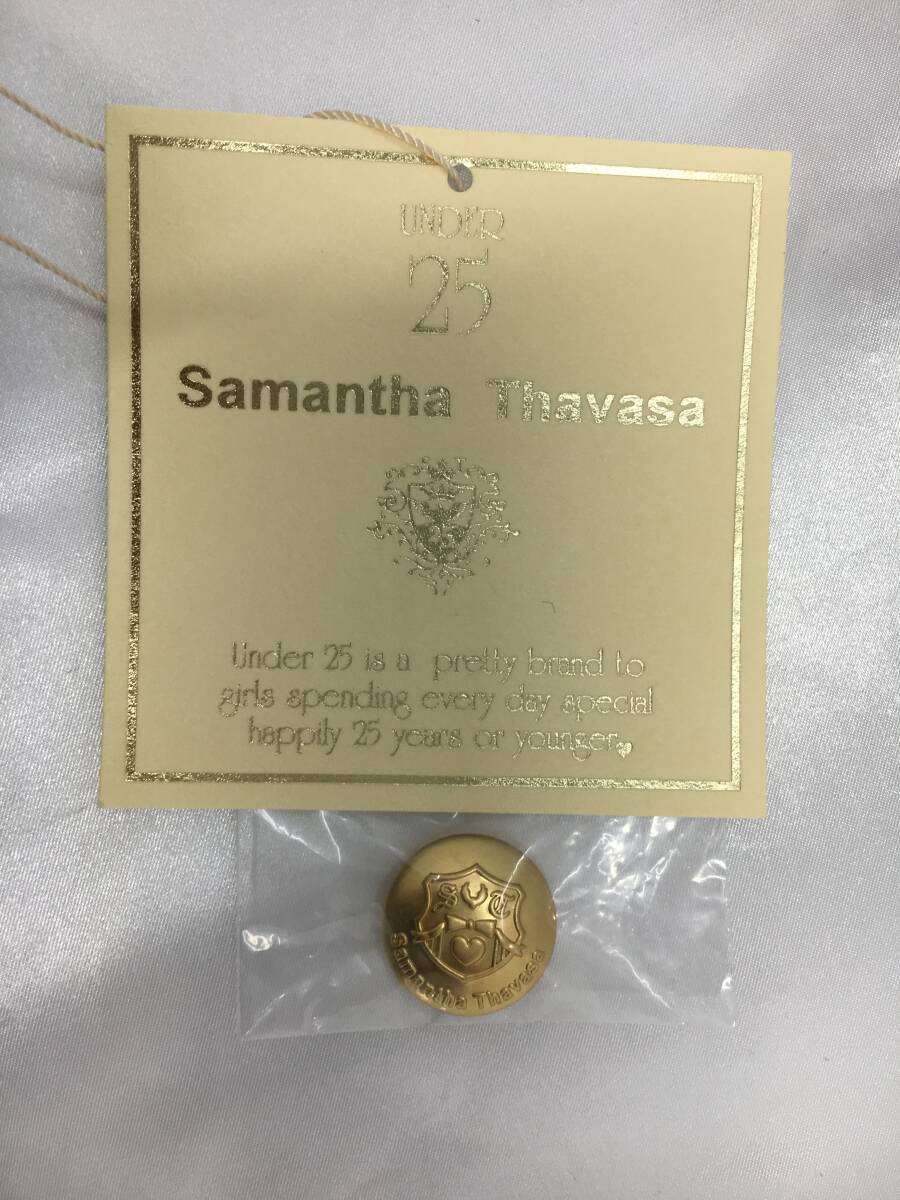 UNDER
25
Samantha Thavasa
Under 25 is a pretty brand to
girls spending every day special
happily 25 years or younger.
S T
Samantha Thavasa